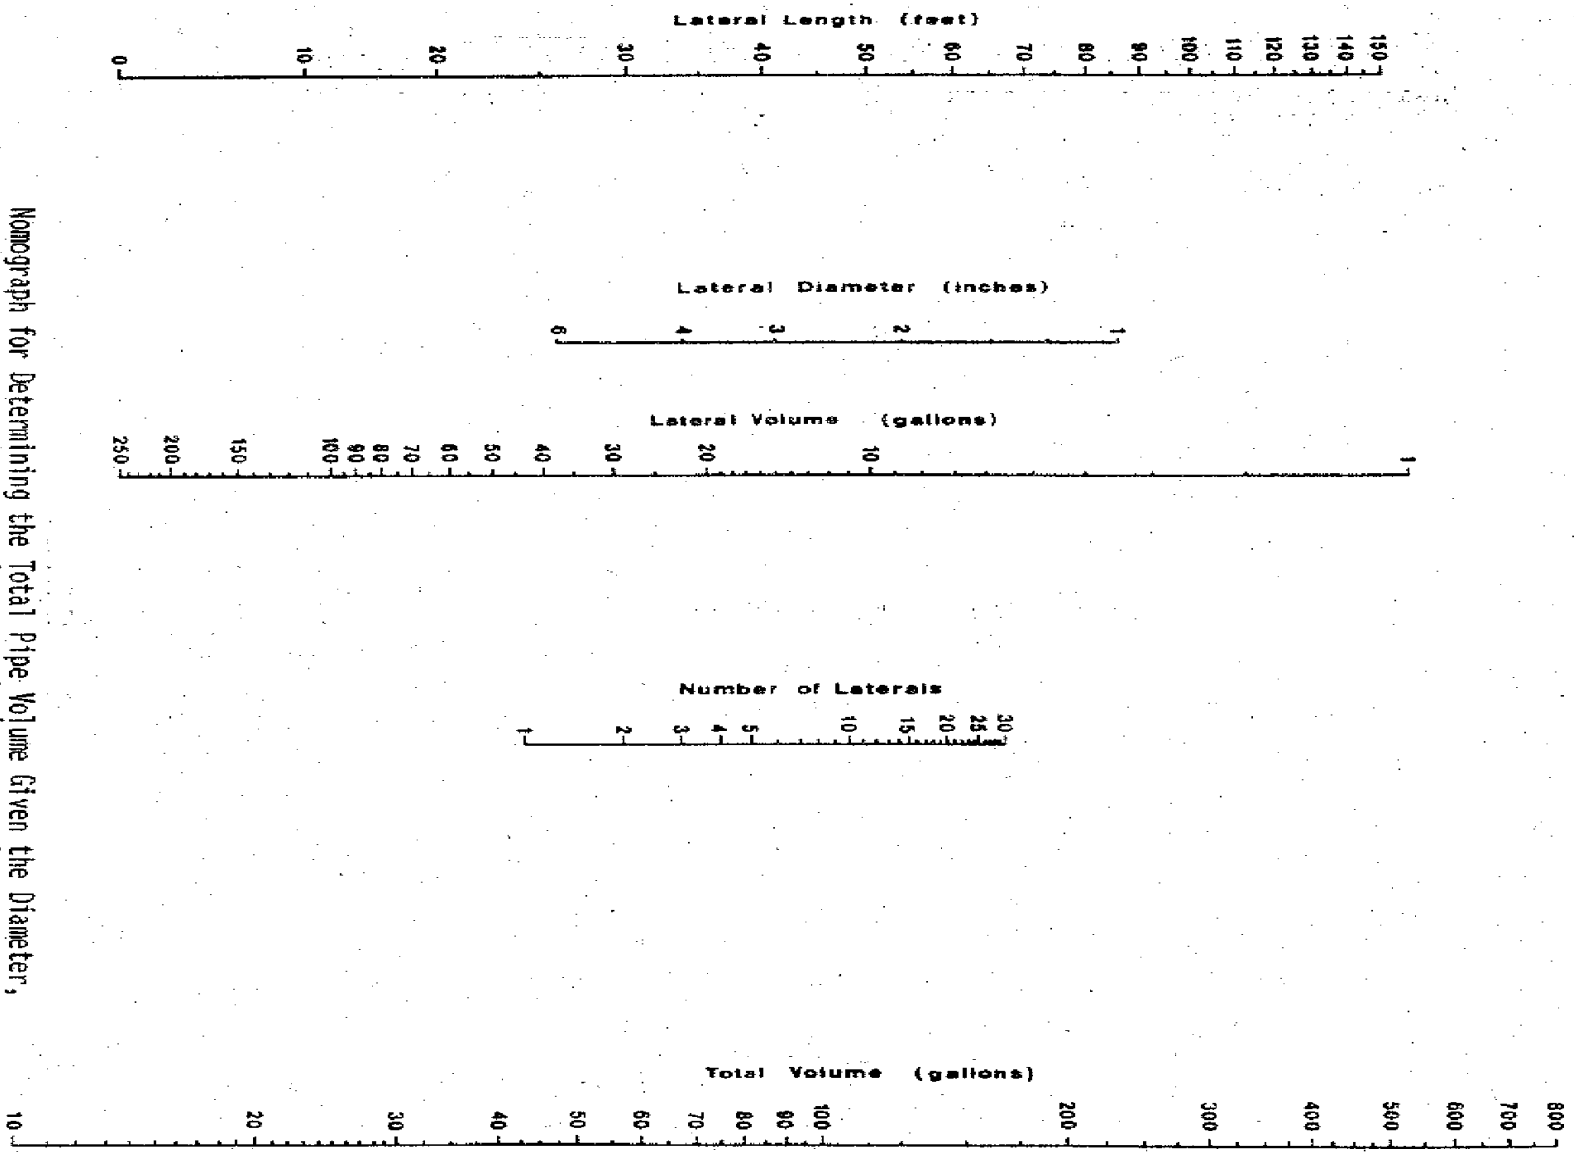 Lateral Length (feet)
0 10 20 30 40 50 60 70 80 90 100 110 120 130 140 150
Lateral Diameter (inches)
6 4 3 2 1
Lateral Volume (gallons)
250 200 150 100 90 80 70 60 50 40 30 20 10 1
Number of Laterals
1 2 3 4 5 10 15 20 25 30
Total Volume (gallons)
10 20 30 40 50 60 70 80 90 100 200 300 400 500 600 700 800
Nomograph for Determining the Total Pipe Volume Given the Diameter,